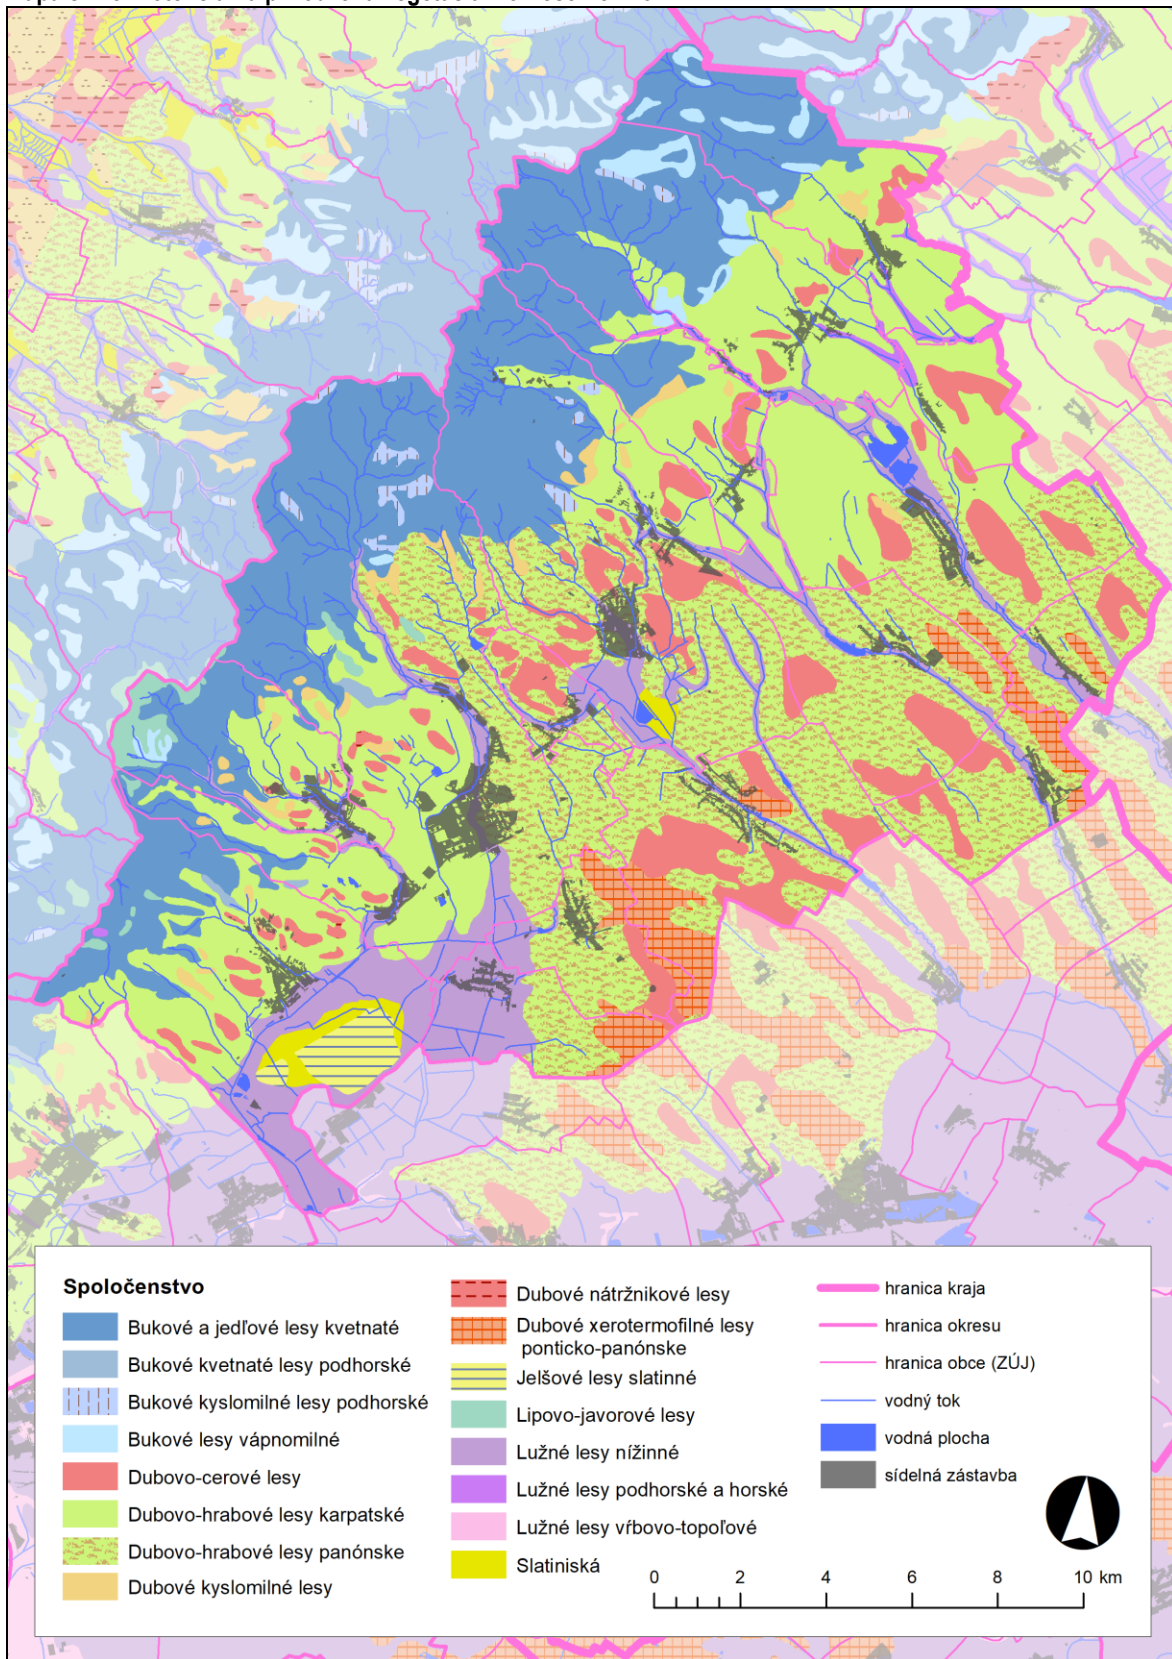 Spoločenstvo
Bukové a jedľové lesy kvetnaté
Bukové kvetnaté lesy podhorské
Bukové kyslomilné lesy podhorské
Bukové lesy vápnomilné
Dubovo-cerové lesy
Dubovo-hrabové lesy karpatské
Dubovo-hrabové lesy panónske
Dubové kyslomilné lesy
Dubové nátržnikové lesy
Dubové xerotermofilné lesy
ponticko-panónske
Jelšové lesy slatinné
Lipovo-javorové lesy
Lužné lesy nížinné
Lužné lesy podhorské a horské
Lužné lesy vŕbovo-topoľové
Slatiniská
hranica kraja
hranica okresu
hranica obce (ZÚJ)
vodný tok
vodná plocha
sídelná zástavba
0 2 4 6 8 10 km